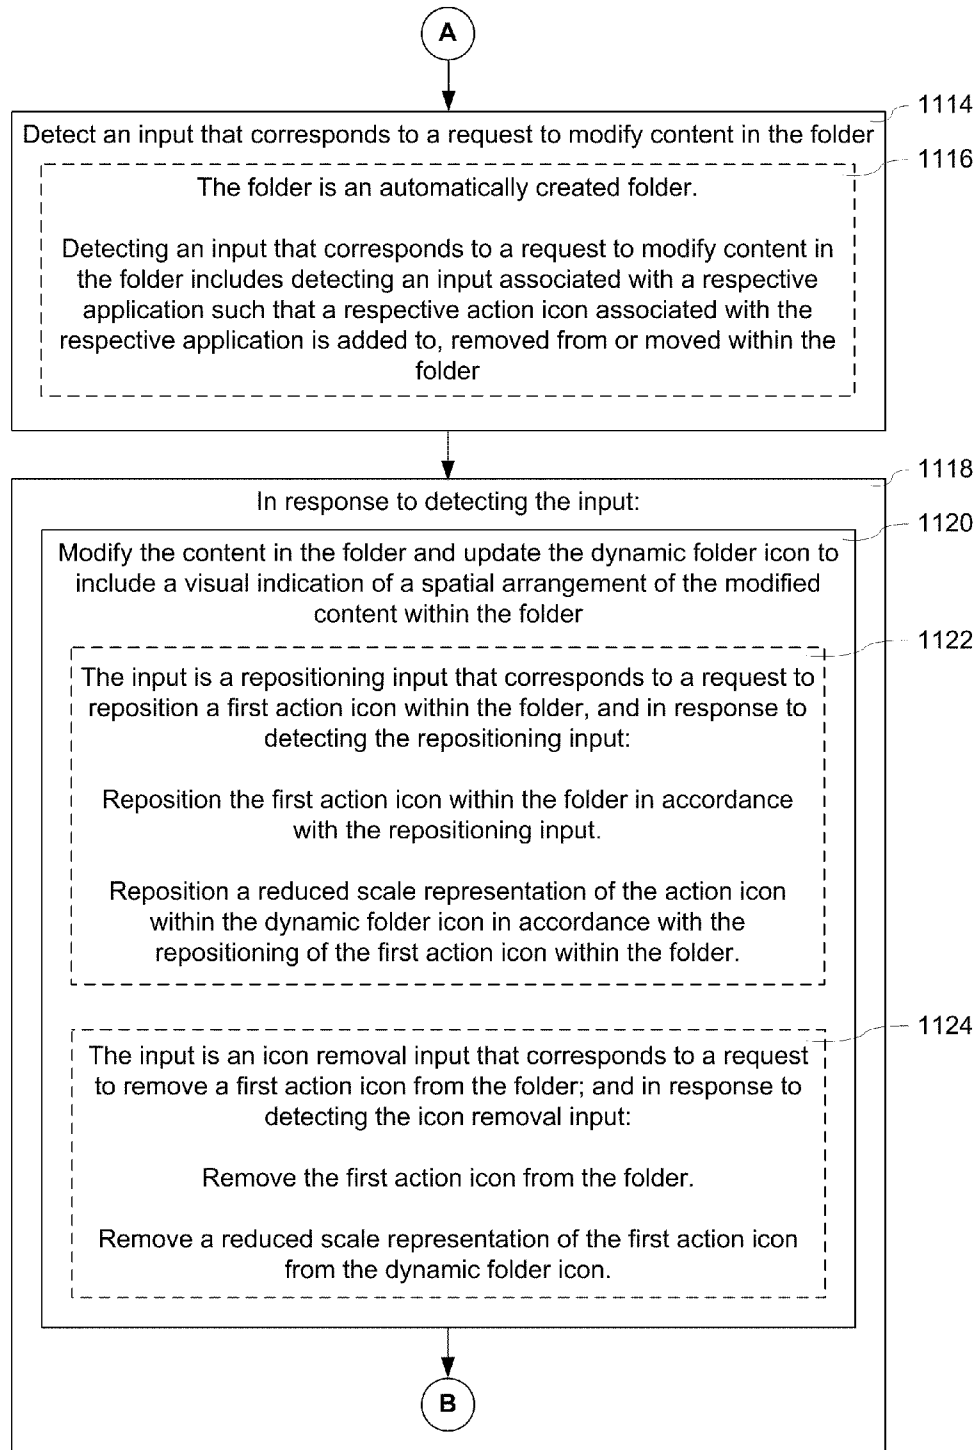 A
1114
Detect an input that corresponds to a request to modify content in the folder
1116
The folder is an automatically created folder.
Detecting an input that corresponds to a request to modify content in
the folder includes detecting an input associated with a respective
application such that a respective action icon associated with the
respective application is added to, removed from or moved within the
folder
1118
In response to detecting the input:
1120
Modify the content in the folder and update the dynamic folder icon to
include a visual indication of a spatial arrangement of the modified
content within the folder
1122
The input is a repositioning input that corresponds to a request to
reposition a first action icon within the folder, and in response to
detecting the repositioning input:
Reposition the first action icon within the folder in accordance
with the repositioning input.
Reposition a reduced scale representation of the action icon
within the dynamic folder icon in accordance with the
repositioning of the first action icon within the folder.
1124
The input is an icon removal input that corresponds to a request
to remove a first action icon from the folder; and in response to
detecting the icon removal input:
Remove the first action icon from the folder.
Remove a reduced scale representation of the first action icon
from the dynamic folder icon.
B